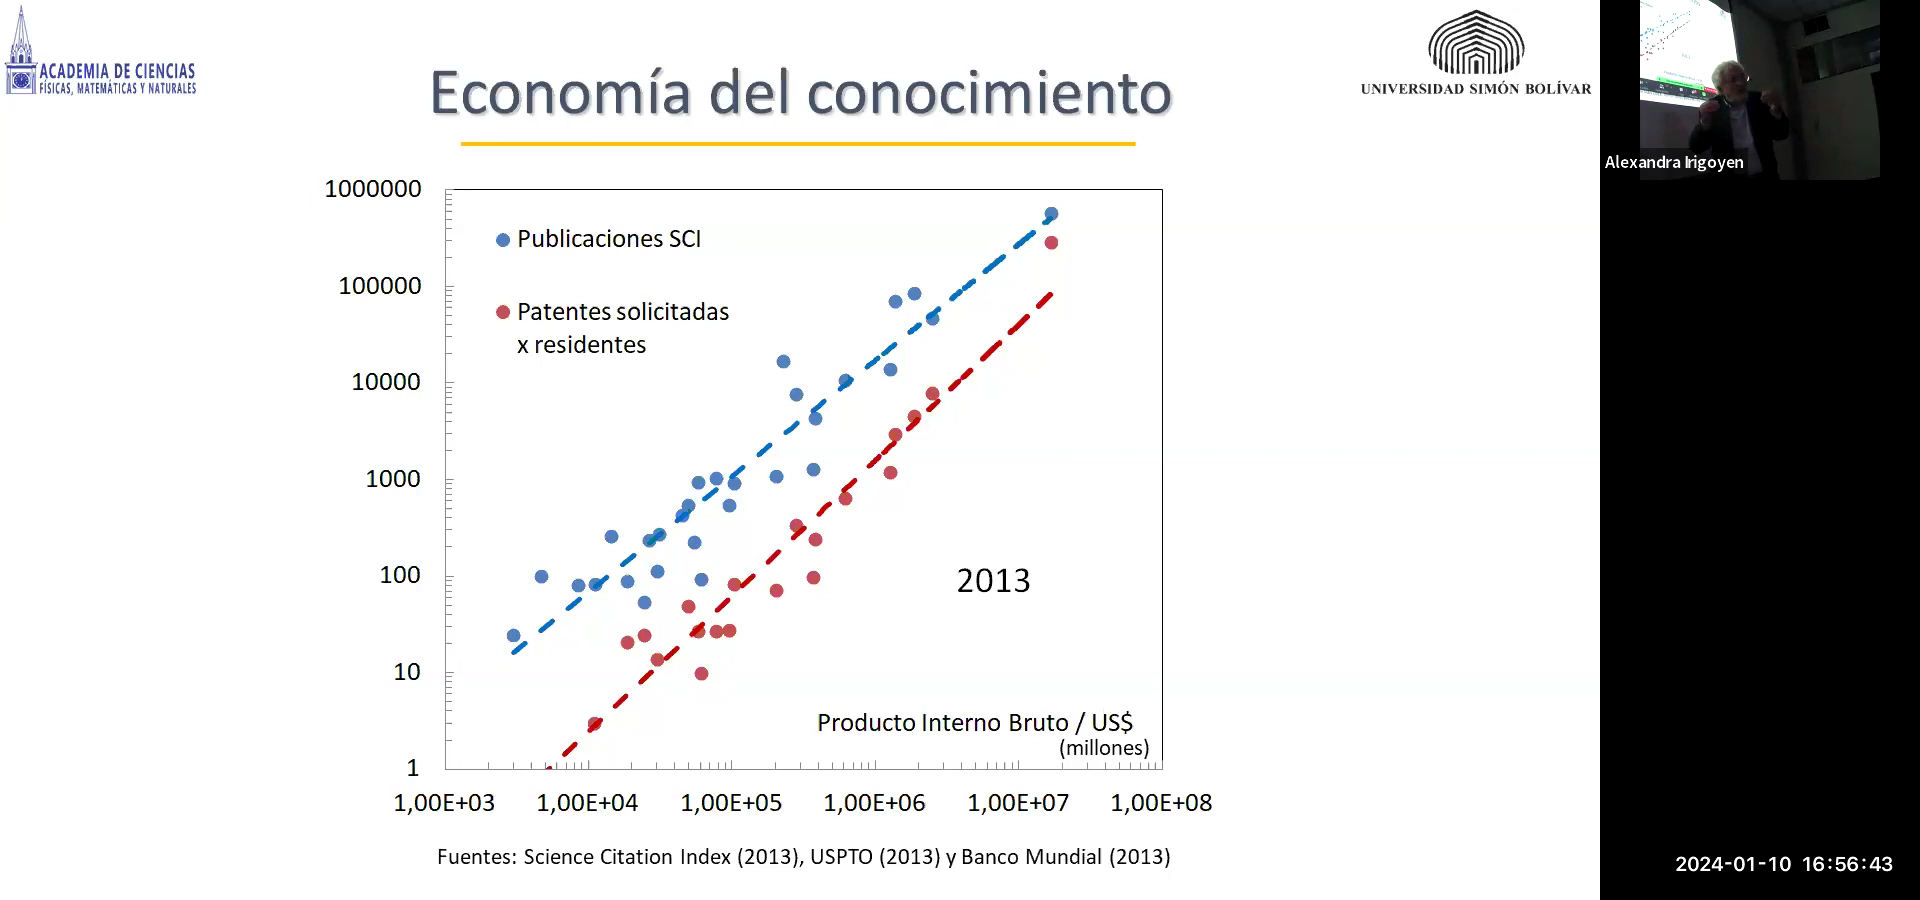 ACADEMIA DE CIENCIAS
FÍSICAS, MATEMÁTICAS Y NATURALES
Economía del conocimiento
UNIVERSIDAD SIMÓN BOLÍVAR
Alexandra Irigoyen
1000000
100000
10000
1000
100
10
1
Publicaciones SCI
Patentes solicitadas
x residentes
2013
Producto Interno Bruto / US$
(millones)
1,00E+03 1,00E+04 1,00E+05 1,00E+06 1,00E+07 1,00E+08
Fuentes: Science Citation Index (2013), USPTO (2013) y Banco Mundial (2013)
2024-01-10 16:56:43